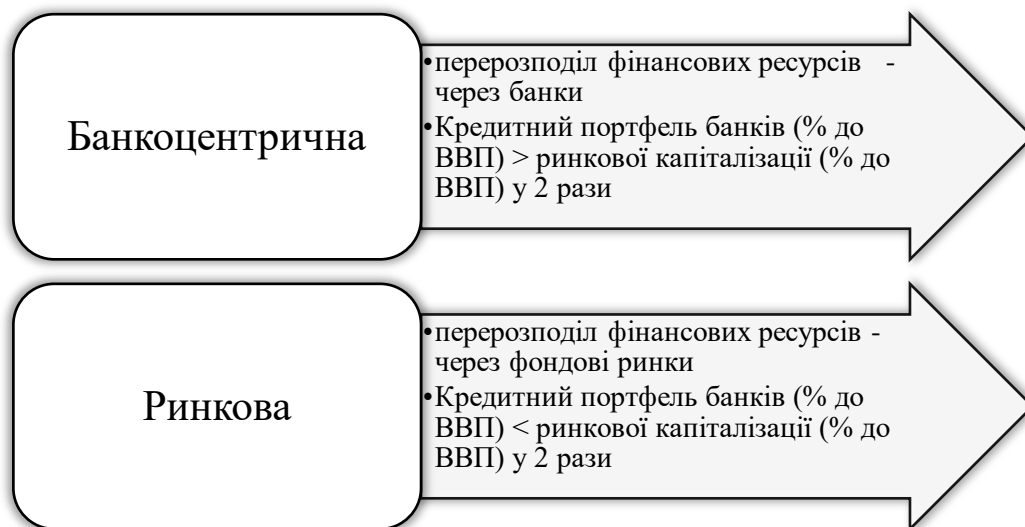 Банкоцентрична
•перерозподіл фінансових ресурсів -
через банки
•Кредитний портфель банків (% до
ВВП) > ринкової капіталізації (% до
ВВП) у 2 рази
Ринкова
•перерозподіл фінансових ресурсів -
через фондові ринки
•Кредитний портфель банків (% до
ВВП) < ринкової капіталізації (% до
ВВП) у 2 рази